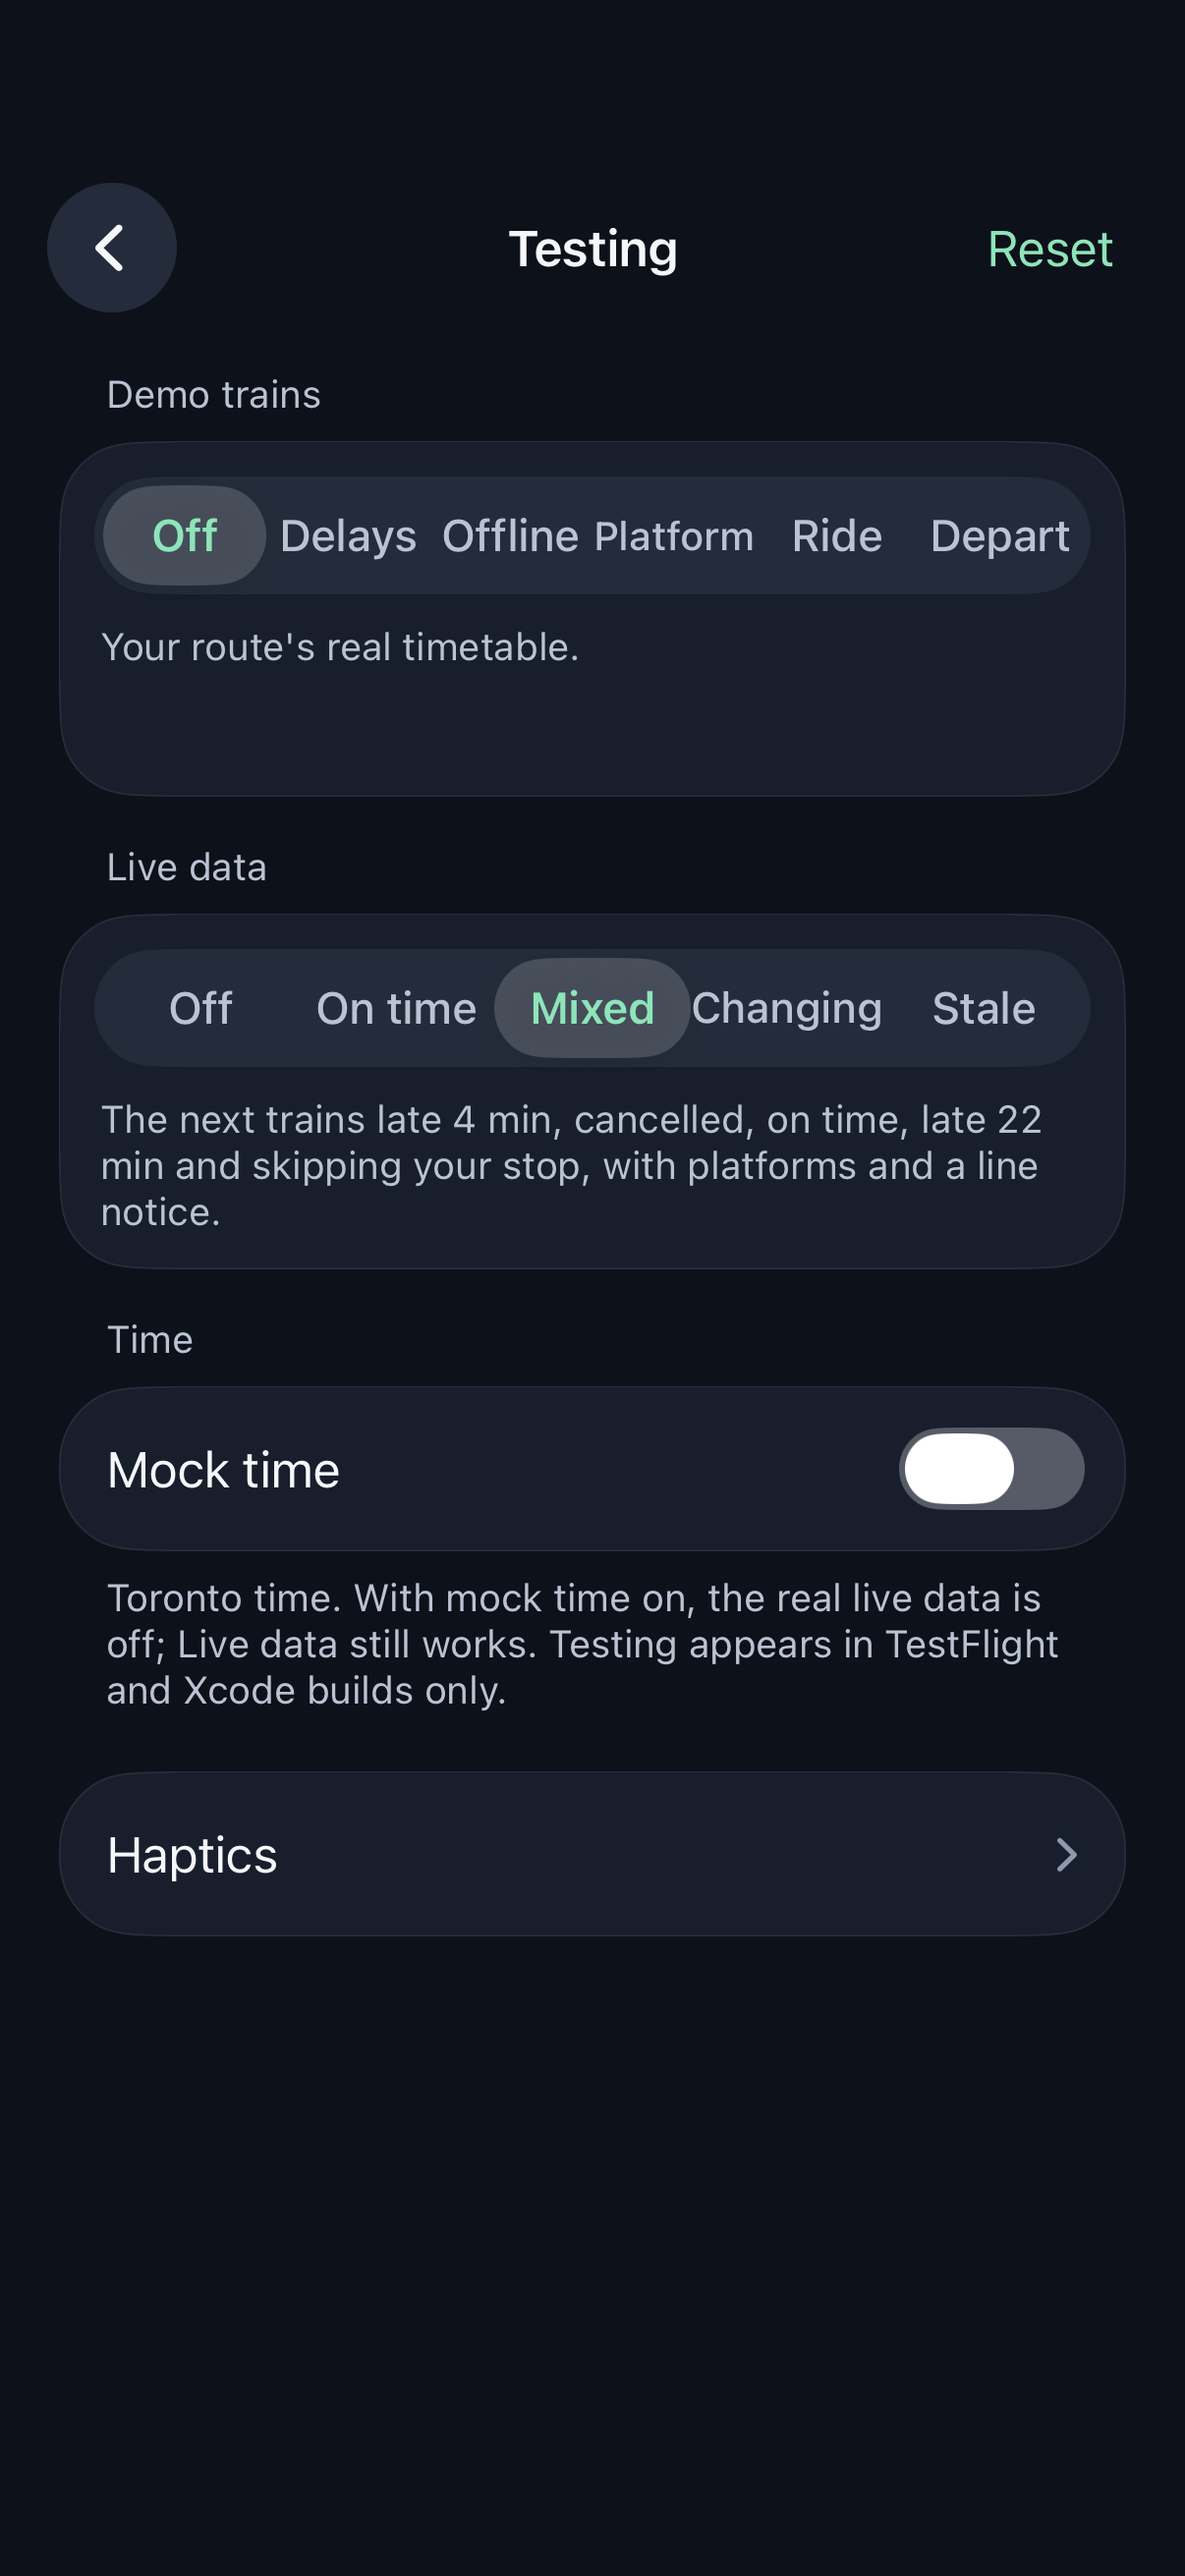 Testing
Reset
Demo trains
Off Delays Offline Platform Ride Depart
Your route's real timetable.
Live data
Off On time Mixed Changing Stale
The next trains late 4 min, cancelled, on time, late 22
min and skipping your stop, with platforms and a line
notice.
Time
Mock time
Toronto time. With mock time on, the real live data is
off; Live data still works. Testing appears in TestFlight
and Xcode builds only.
Haptics